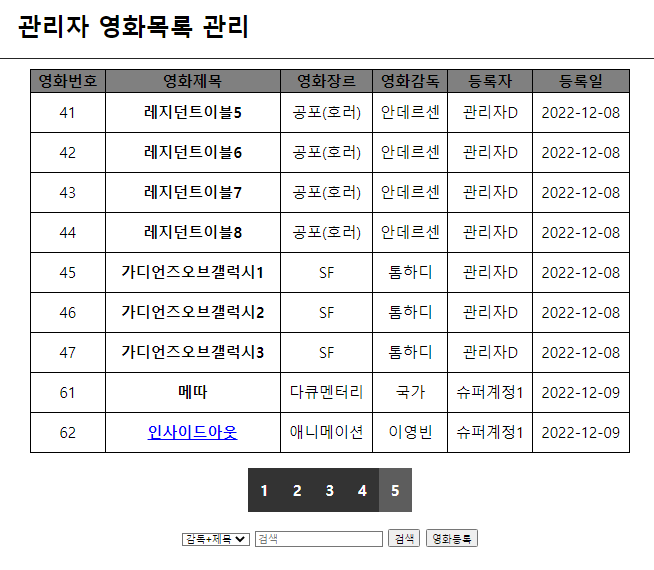 관리자 영화목록 관리
영화번호 영화제목 영화장르 영화감독 등록자 등록일
41 레지던트이블5 공포(호러) 안데르센 관리자D 2022-12-08
42 레지던트이블6 공포(호러) 안데르센 관리자D 2022-12-08
43 레지던트이블7 공포(호러) 안데르센 관리자D 2022-12-08
44 레지던트이블8 공포(호러) 안데르센 관리자D 2022-12-08
45 가디언즈오브갤럭시1 SF 톰하디 관리자D 2022-12-08
46 가디언즈오브갤럭시2 SF 톰하디 관리자D 2022-12-08
47 가디언즈오브갤럭시3 SF 톰하디 관리자D 2022-12-08
61 메따 다큐멘터리 국가 슈퍼계정1 2022-12-09
62 인사이드아웃 애니메이션 이영빈 슈퍼계정1 2022-12-09
1 2 3 4 5
감독+제목 검색 검색 영화등록